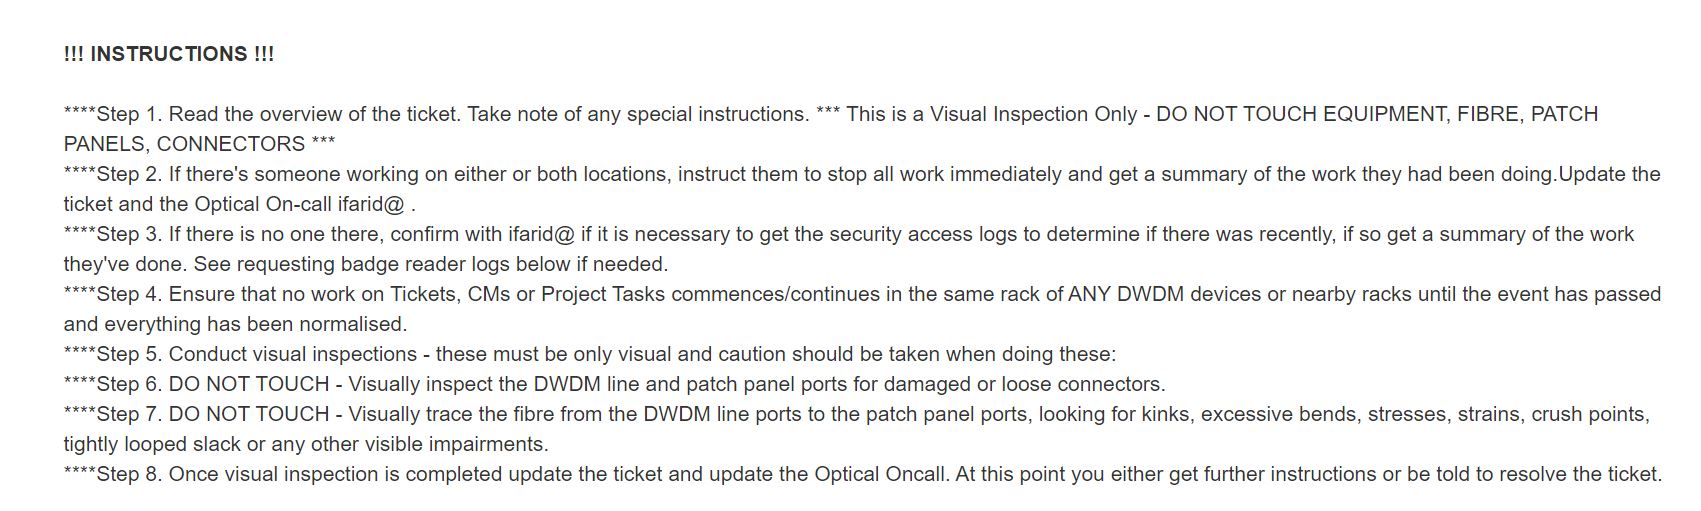 !!! INSTRUCTIONS !!!
****Step 1. Read the overview of the ticket. Take note of any special instructions. *** This is a Visual Inspection Only - DO NOT TOUCH EQUIPMENT, FIBRE, PATCH
PANELS, CONNECTORS ***
****Step 2. If there's someone working on either or both locations, instruct them to stop all work immediately and get a summary of the work they had been doing.Update the
ticket and the Optical On-call ifarid@ .
****Step 3. If there is no one there, confirm with ifarid@ if it is necessary to get the security access logs to determine if there was recently, if so get a summary of the work
they've done. See requesting badge reader logs below if needed.
****Step 4. Ensure that no work on Tickets, CMs or Project Tasks commences/continues in the same rack of ANY DWDM devices or nearby racks until the event has passed
and everything has been normalised.
****Step 5. Conduct visual inspections - these must be only visual and caution should be taken when doing these:
****Step 6. DO NOT TOUCH - Visually inspect the DWDM line and patch panel ports for damaged or loose connectors.
****Step 7. DO NOT TOUCH - Visually trace the fibre from the DWDM line ports to the patch panel ports, looking for kinks, excessive bends, stresses, strains, crush points,
tightly looped slack or any other visible impairments.
****Step 8. Once visual inspection is completed update the ticket and update the Optical Oncall. At this point you either get further instructions or be told to resolve the ticket.